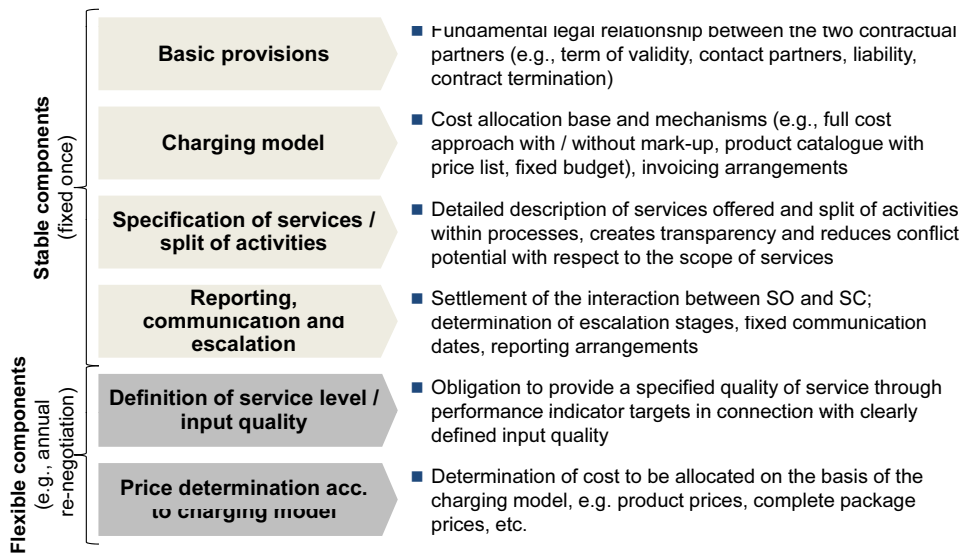 Stable components
(fixed once)
Basic provisions
■ Fundamental legal relationship between the two contractual
partners (e.g., term of validity, contact partners, liability,
contract termination)
Charging model
■ Cost allocation base and mechanisms (e.g., full cost
approach with / without mark-up, product catalogue with
price list, fixed budget), invoicing arrangements
Specification of services /
split of activities
■ Detailed description of services offered and split of activities
within processes, creates transparency and reduces conflict
potential with respect to the scope of services
Reporting,
communication and
escalation
■ Settlement of the interaction between SO and SC;
determination of escalation stages, fixed communication
dates, reporting arrangements
Flexible components
(e.g., annual
re-negotiation)
Definition of service level /
input quality
■ Obligation to provide a specified quality of service through
performance indicator targets in connection with clearly
defined input quality
Price determination acc.
to charging model
■ Determination of cost to be allocated on the basis of the
charging model, e.g. product prices, complete package
prices, etc.